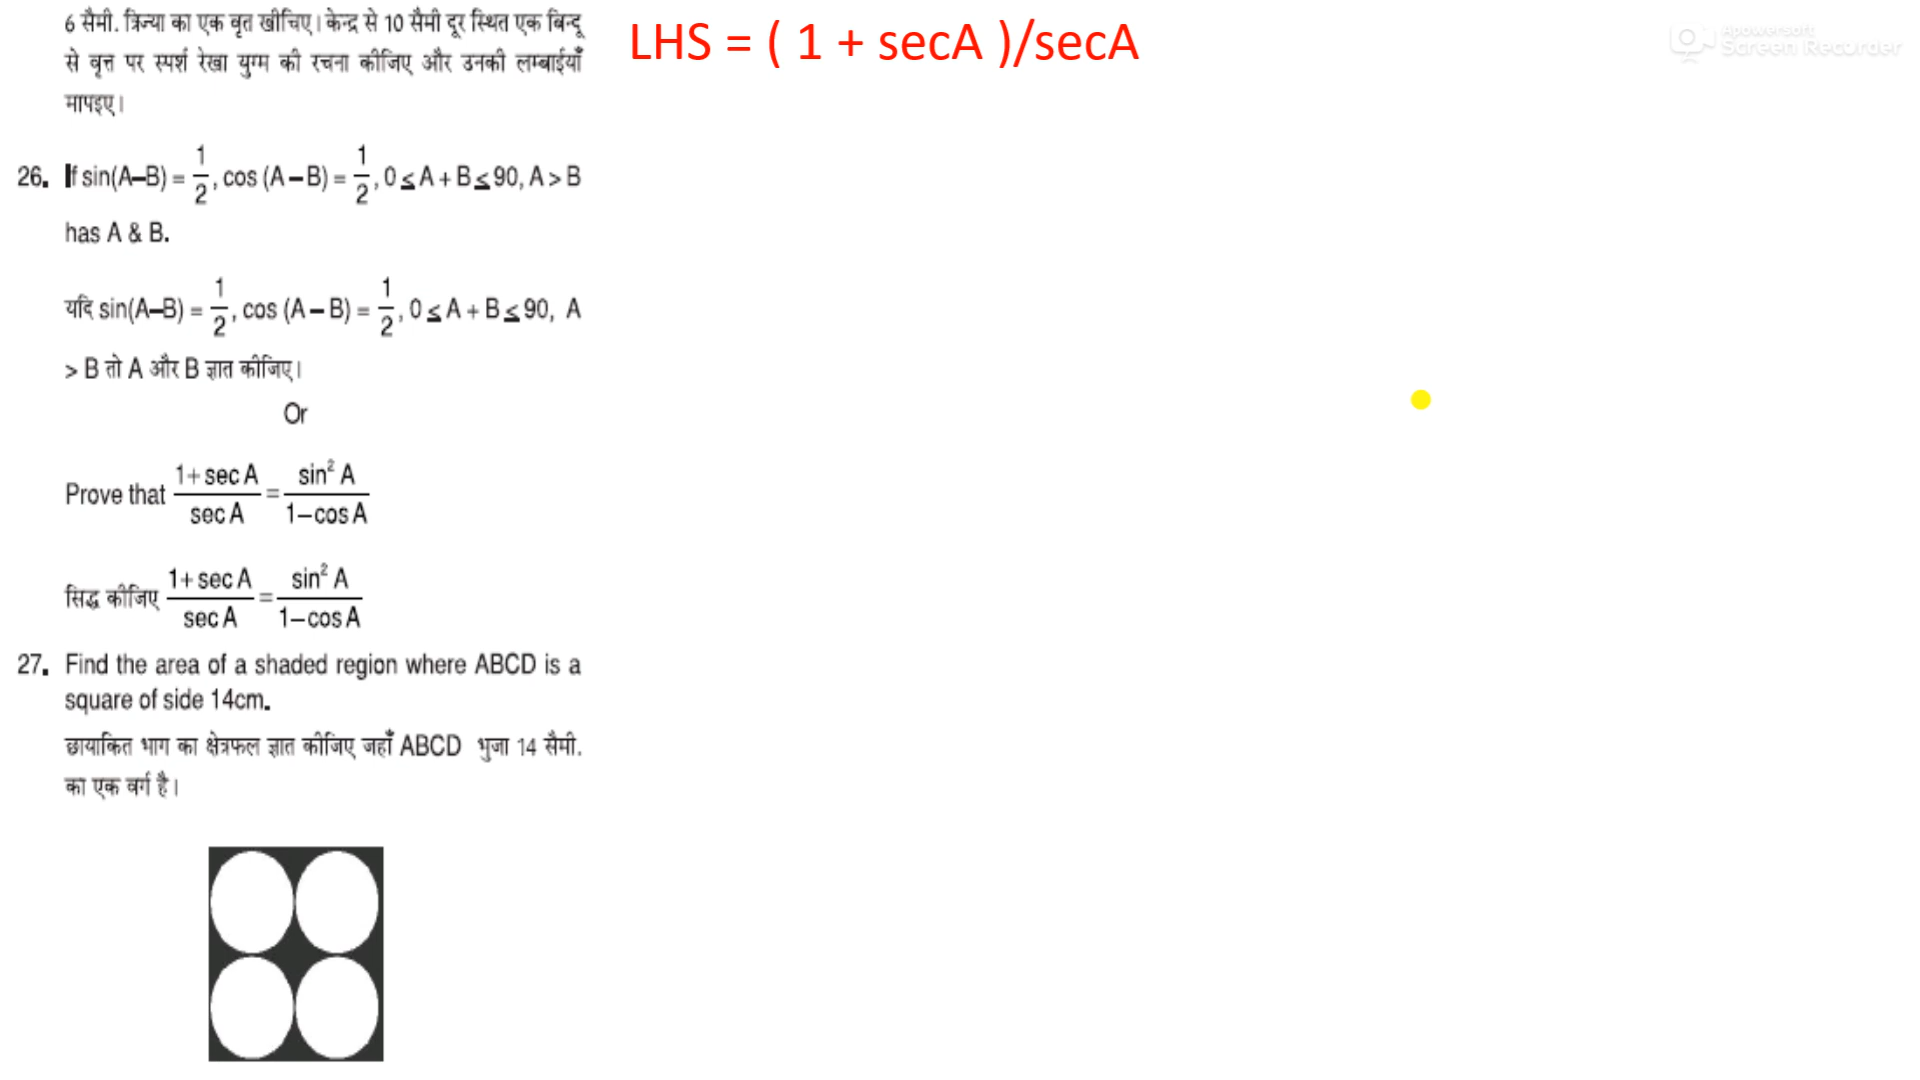 6 सैमी. त्रिज्या का एक वृत खीचिए। केन्द्र से 10 सैमी दूर स्थित एक बिन्दू
से वृत्त पर स्पर्श रेखा युग्म की रचना कीजिए और उनकी लम्बाईयाँ
मापइए।
LHS = ( 1 + secA )/secA
Apowersoft
Screen Recorder
26. If sin(A–B) = 1/2, cos (A – B) = 1/2, 0 ≤ A + B ≤ 90, A > B
has A & B.
यदि sin(A–B) = 1/2, cos (A – B) = 1/2, 0 ≤ A + B ≤ 90, A
> B तो A और B ज्ञात कीजिए।
Or
Prove that (1+ sec A)/(sec A) = (sin² A)/(1–cos A)
सिद्ध कीजिए (1+ sec A)/(sec A) = (sin² A)/(1–cos A)
27. Find the area of a shaded region where ABCD is a
square of side 14cm.
छायाकित भाग का क्षेत्रफल ज्ञात कीजिए जहाँ ABCD भुजा 14 सैमी.
का एक वर्ग है।